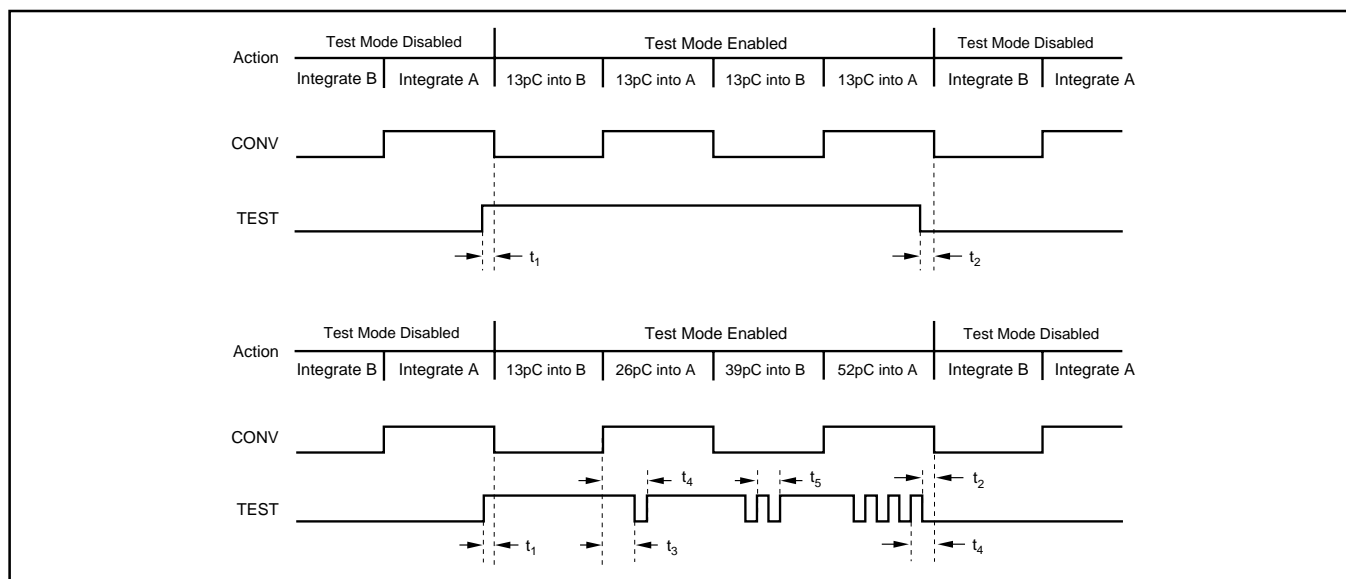 Test Mode Disabled Test Mode Enabled Test Mode Disabled
Action
Integrate B Integrate A 13pC into B 13pC into A 13pC into B 13pC into A Integrate B Integrate A
CONV
TEST
t1 t2
Test Mode Disabled Test Mode Enabled Test Mode Disabled
Action
Integrate B Integrate A 13pC into B 26pC into A 39pC into B 52pC into A Integrate B Integrate A
CONV
t4 t5 t2
TEST
t1 t3 t4